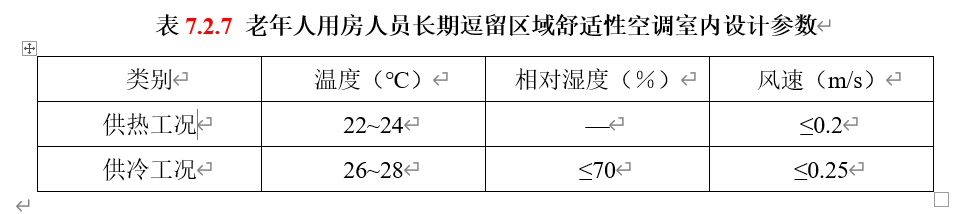 表 7.2.7 老年人用房人员长期逗留区域舒适性空调室内设计参数
类别 温度（℃） 相对湿度（%） 风速（m/s）
供热工况 22~24 — ≤0.2
供冷工况 26~28 ≤70 ≤0.25